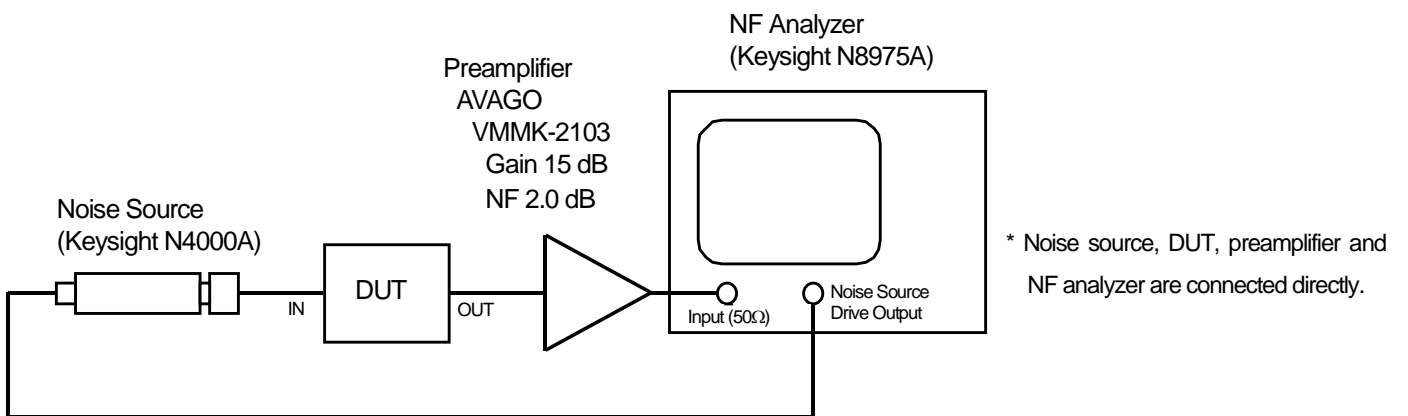 NF Analyzer
(Keysight N8975A)
Preamplifier
AVAGO
VMMK-2103
Gain 15 dB
NF 2.0 dB
Noise Source
(Keysight N4000A)
DUT
IN
OUT
Input (50Ω)
Noise Source
Drive Output
* Noise source, DUT, preamplifier and
NF analyzer are connected directly.